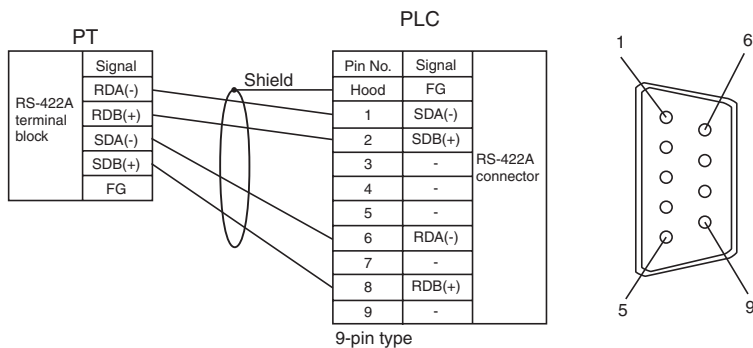 PT
PLC
RS-422A
terminal
block
Signal
RDA(-)
RDB(+)
SDA(-)
SDB(+)
FG
Shield
Pin No. Signal
Hood FG
1 SDA(-)
2 SDB(+)
3 -
4 -
5 -
6 RDA(-)
7 -
8 RDB(+)
9 -
RS-422A
connector
9-pin type
1 6
5 9